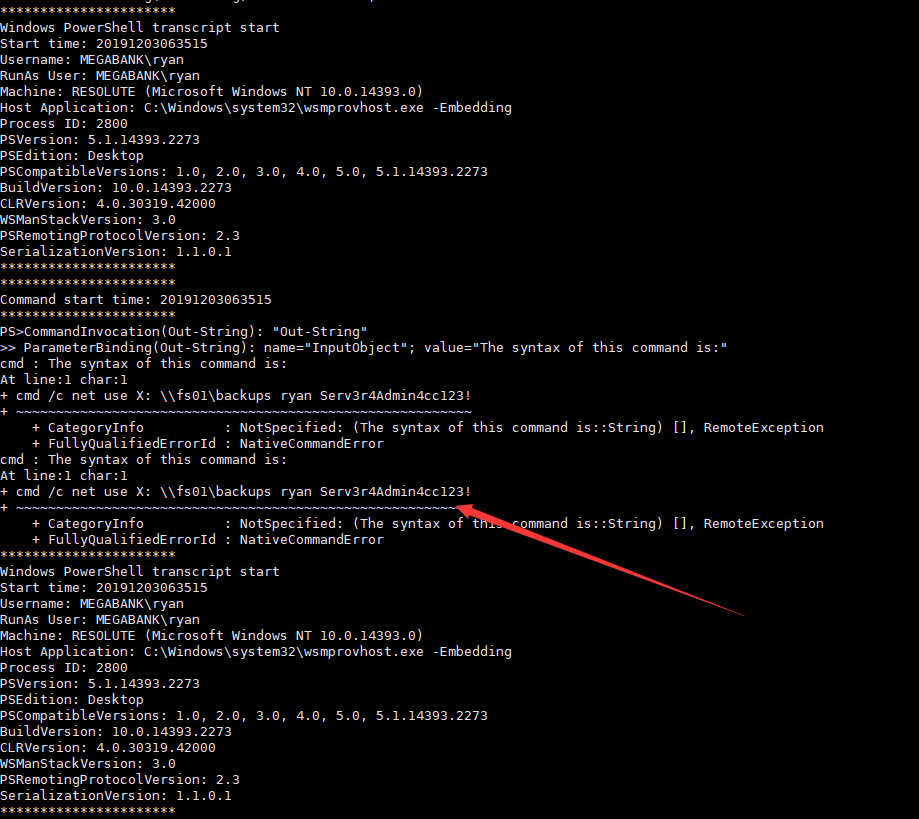 **********************
Windows PowerShell transcript start
Start time: 20191203063515
Username: MEGABANK\ryan
RunAs User: MEGABANK\ryan
Machine: RESOLUTE (Microsoft Windows NT 10.0.14393.0)
Host Application: C:\Windows\system32\wsmprovhost.exe -Embedding
Process ID: 2800
PSVersion: 5.1.14393.2273
PSEdition: Desktop
PSCompatibleVersions: 1.0, 2.0, 3.0, 4.0, 5.0, 5.1.14393.2273
BuildVersion: 10.0.14393.2273
CLRVersion: 4.0.30319.42000
WSManStackVersion: 3.0
PSRemotingProtocolVersion: 2.3
SerializationVersion: 1.1.0.1
**********************
**********************
Command start time: 20191203063515
**********************
PS>CommandInvocation(Out-String): "Out-String"
>> ParameterBinding(Out-String): name="InputObject"; value="The syntax of this command is:"
cmd : The syntax of this command is:
At line:1 char:1
+ cmd /c net use X: \\fs01\backups ryan Serv3r4Admin4cc123!
+ ~~~~~~~~~~~~~~~~~~~~~~~~~~~~~~~~~~~~~~~~~~~~~~~~~~~~~~~~~
    + CategoryInfo          : NotSpecified: (The syntax of this command is::String) [], RemoteException
    + FullyQualifiedErrorId : NativeCommandError
cmd : The syntax of this command is:
At line:1 char:1
+ cmd /c net use X: \\fs01\backups ryan Serv3r4Admin4cc123!
+ ~~~~~~~~~~~~~~~~~~~~~~~~~~~~~~~~~~~~~~~~~~~~~~~~~~~~~~~~~
    + CategoryInfo          : NotSpecified: (The syntax of this command is::String) [], RemoteException
    + FullyQualifiedErrorId : NativeCommandError
**********************
Windows PowerShell transcript start
Start time: 20191203063515
Username: MEGABANK\ryan
RunAs User: MEGABANK\ryan
Machine: RESOLUTE (Microsoft Windows NT 10.0.14393.0)
Host Application: C:\Windows\system32\wsmprovhost.exe -Embedding
Process ID: 2800
PSVersion: 5.1.14393.2273
PSEdition: Desktop
PSCompatibleVersions: 1.0, 2.0, 3.0, 4.0, 5.0, 5.1.14393.2273
BuildVersion: 10.0.14393.2273
CLRVersion: 4.0.30319.42000
WSManStackVersion: 3.0
PSRemotingProtocolVersion: 2.3
SerializationVersion: 1.1.0.1
**********************